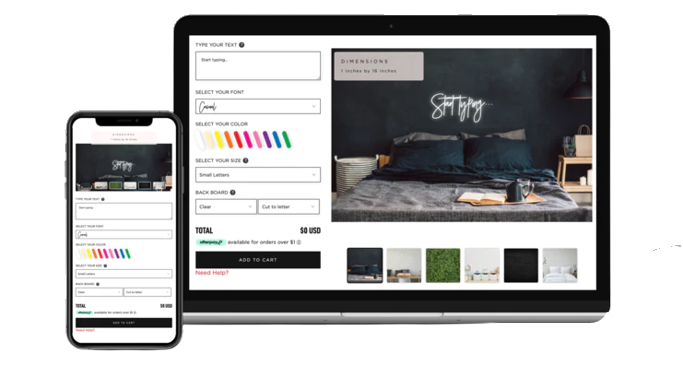 TYPE YOUR TEXT ?
Start typing...
SELECT YOUR FONT
Casual
SELECT YOUR COLOR
SELECT YOUR SIZE ?
Small Letters
BACK BOARD ?
Clear
Cut to letter
TOTAL $0 USD
afterpay available for orders over $1
ADD TO CART
Need Help?
DIMENSIONS
1 inches by 16 inches
Start typing...
DIMENSIONS
Start typing...
TYPE YOUR TEXT
Start typing...
SELECT YOUR FONT
Casual
SELECT YOUR COLOR
SELECT YOUR SIZE
Small Letters
BACK BOARD
Clear
Cut to letter
TOTAL $0 USD
afterpay available for orders over $1
ADD TO CART
Need Help?